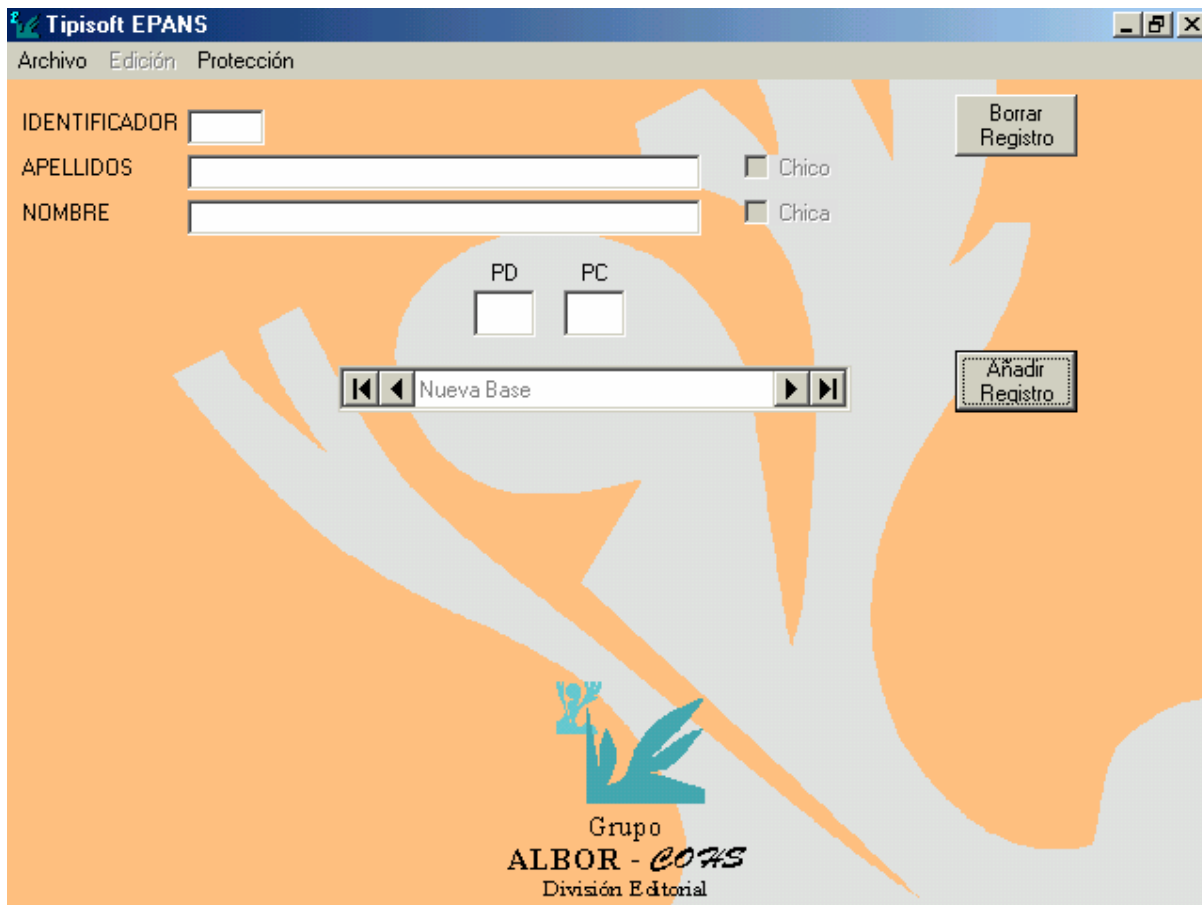 Tipisoft EPANS
Archivo Edición Protección
IDENTIFICADOR
Borrar
Registro
APELLIDOS
Chico
NOMBRE
Chica
PD PC
Nueva Base
Añadir
Registro
Grupo
ALBOR - COHS
División Editorial